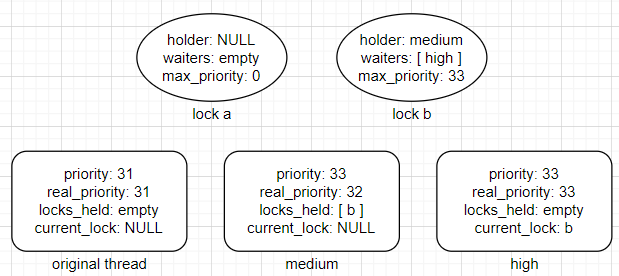 holder: NULL
waiters: empty
max_priority: 0
lock a
holder: medium
waiters: [ high ]
max_priority: 33
lock b
priority: 31
real_priority: 31
locks_held: empty
current_lock: NULL
original thread
priority: 33
real_priority: 32
locks_held: [ b ]
current_lock: NULL
medium
priority: 33
real_priority: 33
locks_held: empty
current_lock: b
high